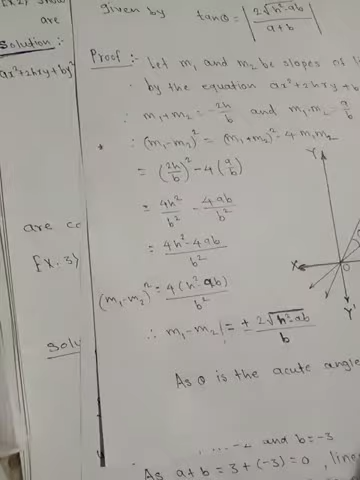 given by tanθ = | 2√h²-ab / a+b |
are
Solution :-
ax²+2hxy+by²
Proof :- Let m₁ and m₂ be slopes of
by the equation ax²+2hxy+b
∴ m₁+m₂ = -2h/b and m₁.m₂ = a/b
∴ (m₁-m₂)² = (m₁+m₂)² - 4m₁m₂
= (2h/b)² - 4(a/b)
= 4h²/b² - 4ab/b²
= 4h²-4ab / b²
(m₁-m₂)² = 4(h²-ab) / b²
∴ m₁-m₂ = ± 2√h²-ab / b
Y
X
O
Y'
are
{X. 3)
Solu
As θ is the acute angle
and b=-3
As a+b = 3+(-3)=0, line